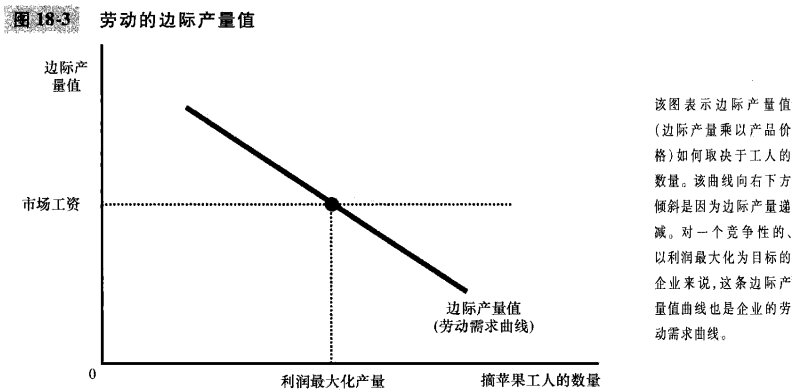 图 18-3 劳动的边际产量值
边际产
量值
市场工资
边际产量值
(劳动需求曲线)
0
利润最大化产量
摘苹果工人的数量
该图表示边际产量值
(边际产量乘以产品价
格)如何取决于工人的
数量。该曲线向右下方
倾斜是因为边际产量递
减。对一个竞争性的、
以利润最大化为目标的
企业来说,这条边际产
量值曲线也是企业的劳
动需求曲线。